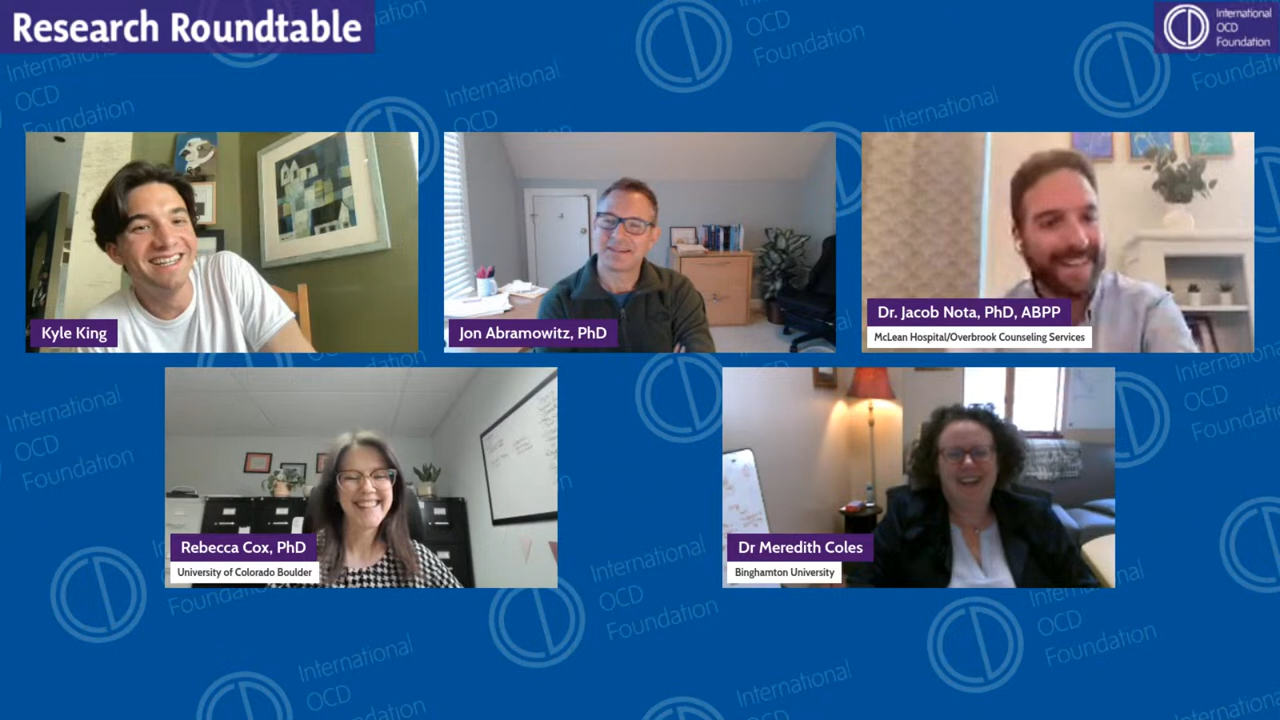 Research Roundtable
International
OCD
Foundation
Kyle King
Jon Abramowitz, PhD
Dr. Jacob Nota, PhD, ABPP
McLean Hospital/Overbrook Counseling Services
Rebecca Cox, PhD
University of Colorado Boulder
Dr Meredith Coles
Binghamton University